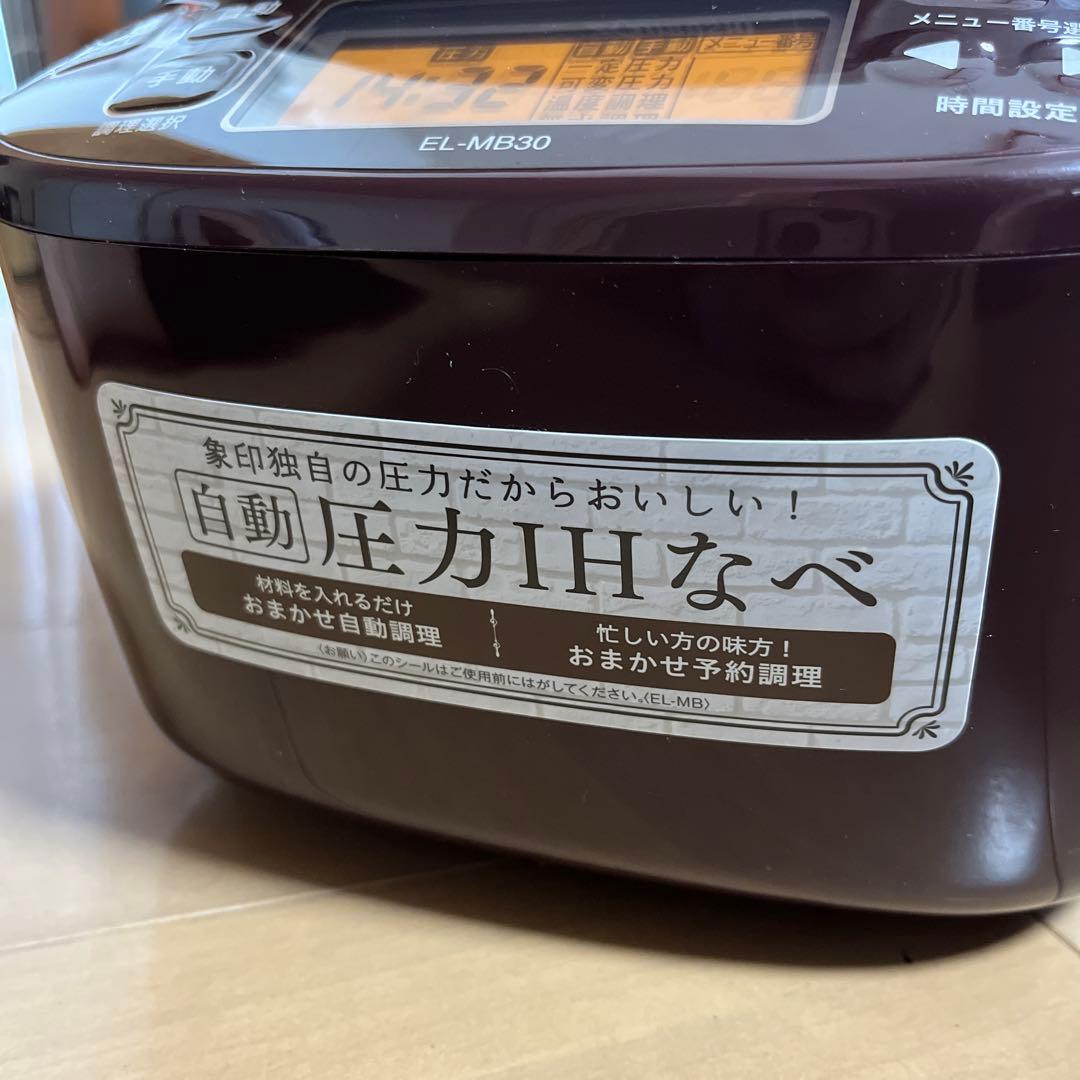 メニュー番号選
手動
調理選択
圧力
自動 手動 メニュー番号
14:32
一定圧力
可変圧力
温度調理
時間設定
EL-MB30
象印独自の圧力だからおいしい!
自動 圧力IHなべ
材料を入れるだけ
おまかせ自動調理
忙しい方の味方!
おまかせ予約調理
〈お願い〉このシールはご使用前にはがしてください。〈EL-MB〉